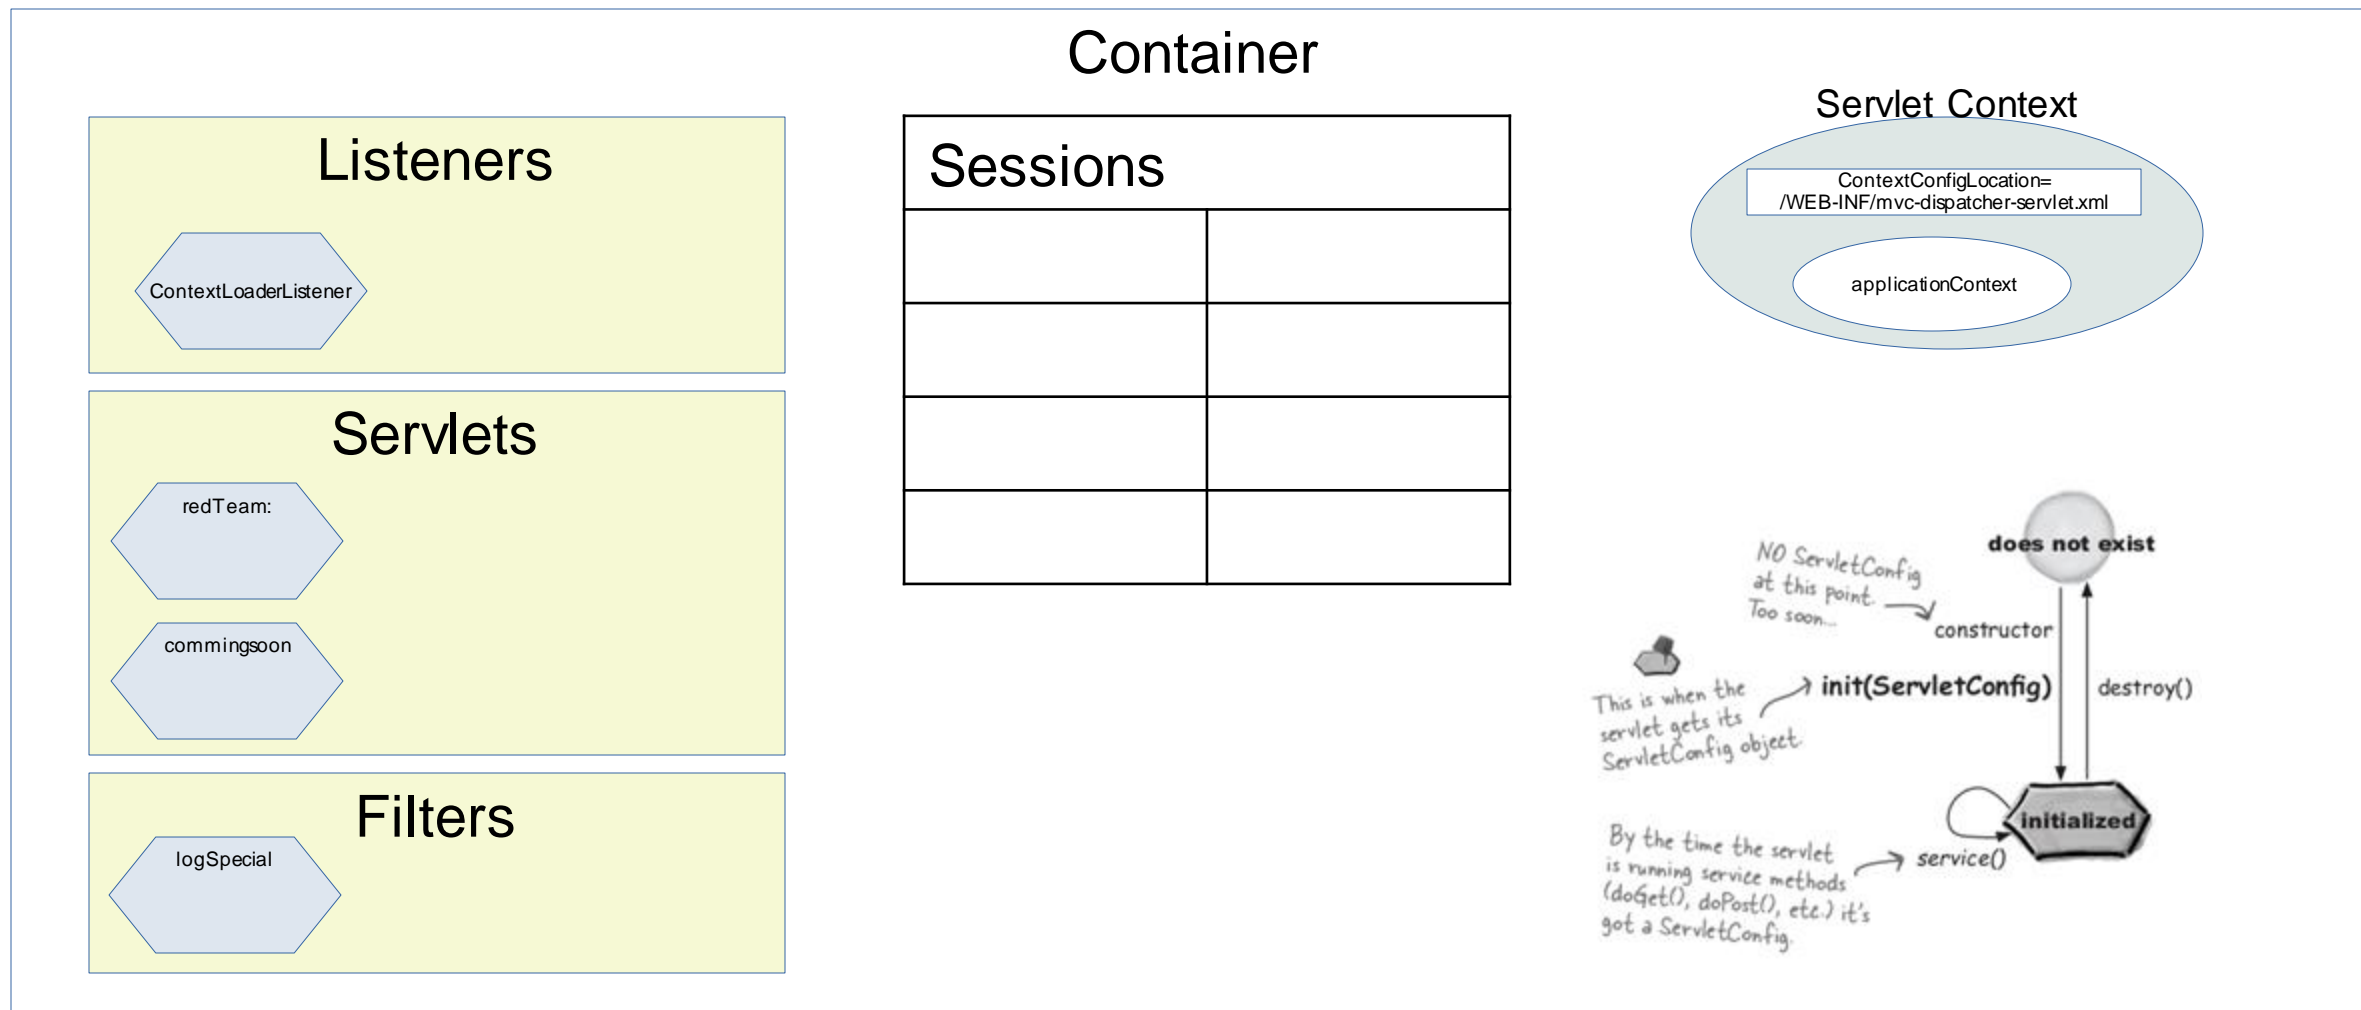 Container
Listeners
ContextLoaderListener
Servlets
redTeam:
commingsoon
Filters
logSpecial
Sessions
Servlet Context
ContextConfigLocation=
/WEB-INF/mvc-dispatcher-servlet.xml
applicationContext
does not exist
NO ServletConfig
at this point.
Too soon...
constructor
This is when the
servlet gets its
ServletConfig object.
init(ServletConfig)
destroy()
initialized
By the time the servlet
is running service methods
(doGet(), doPost(), etc.) it's
got a ServletConfig.
service()